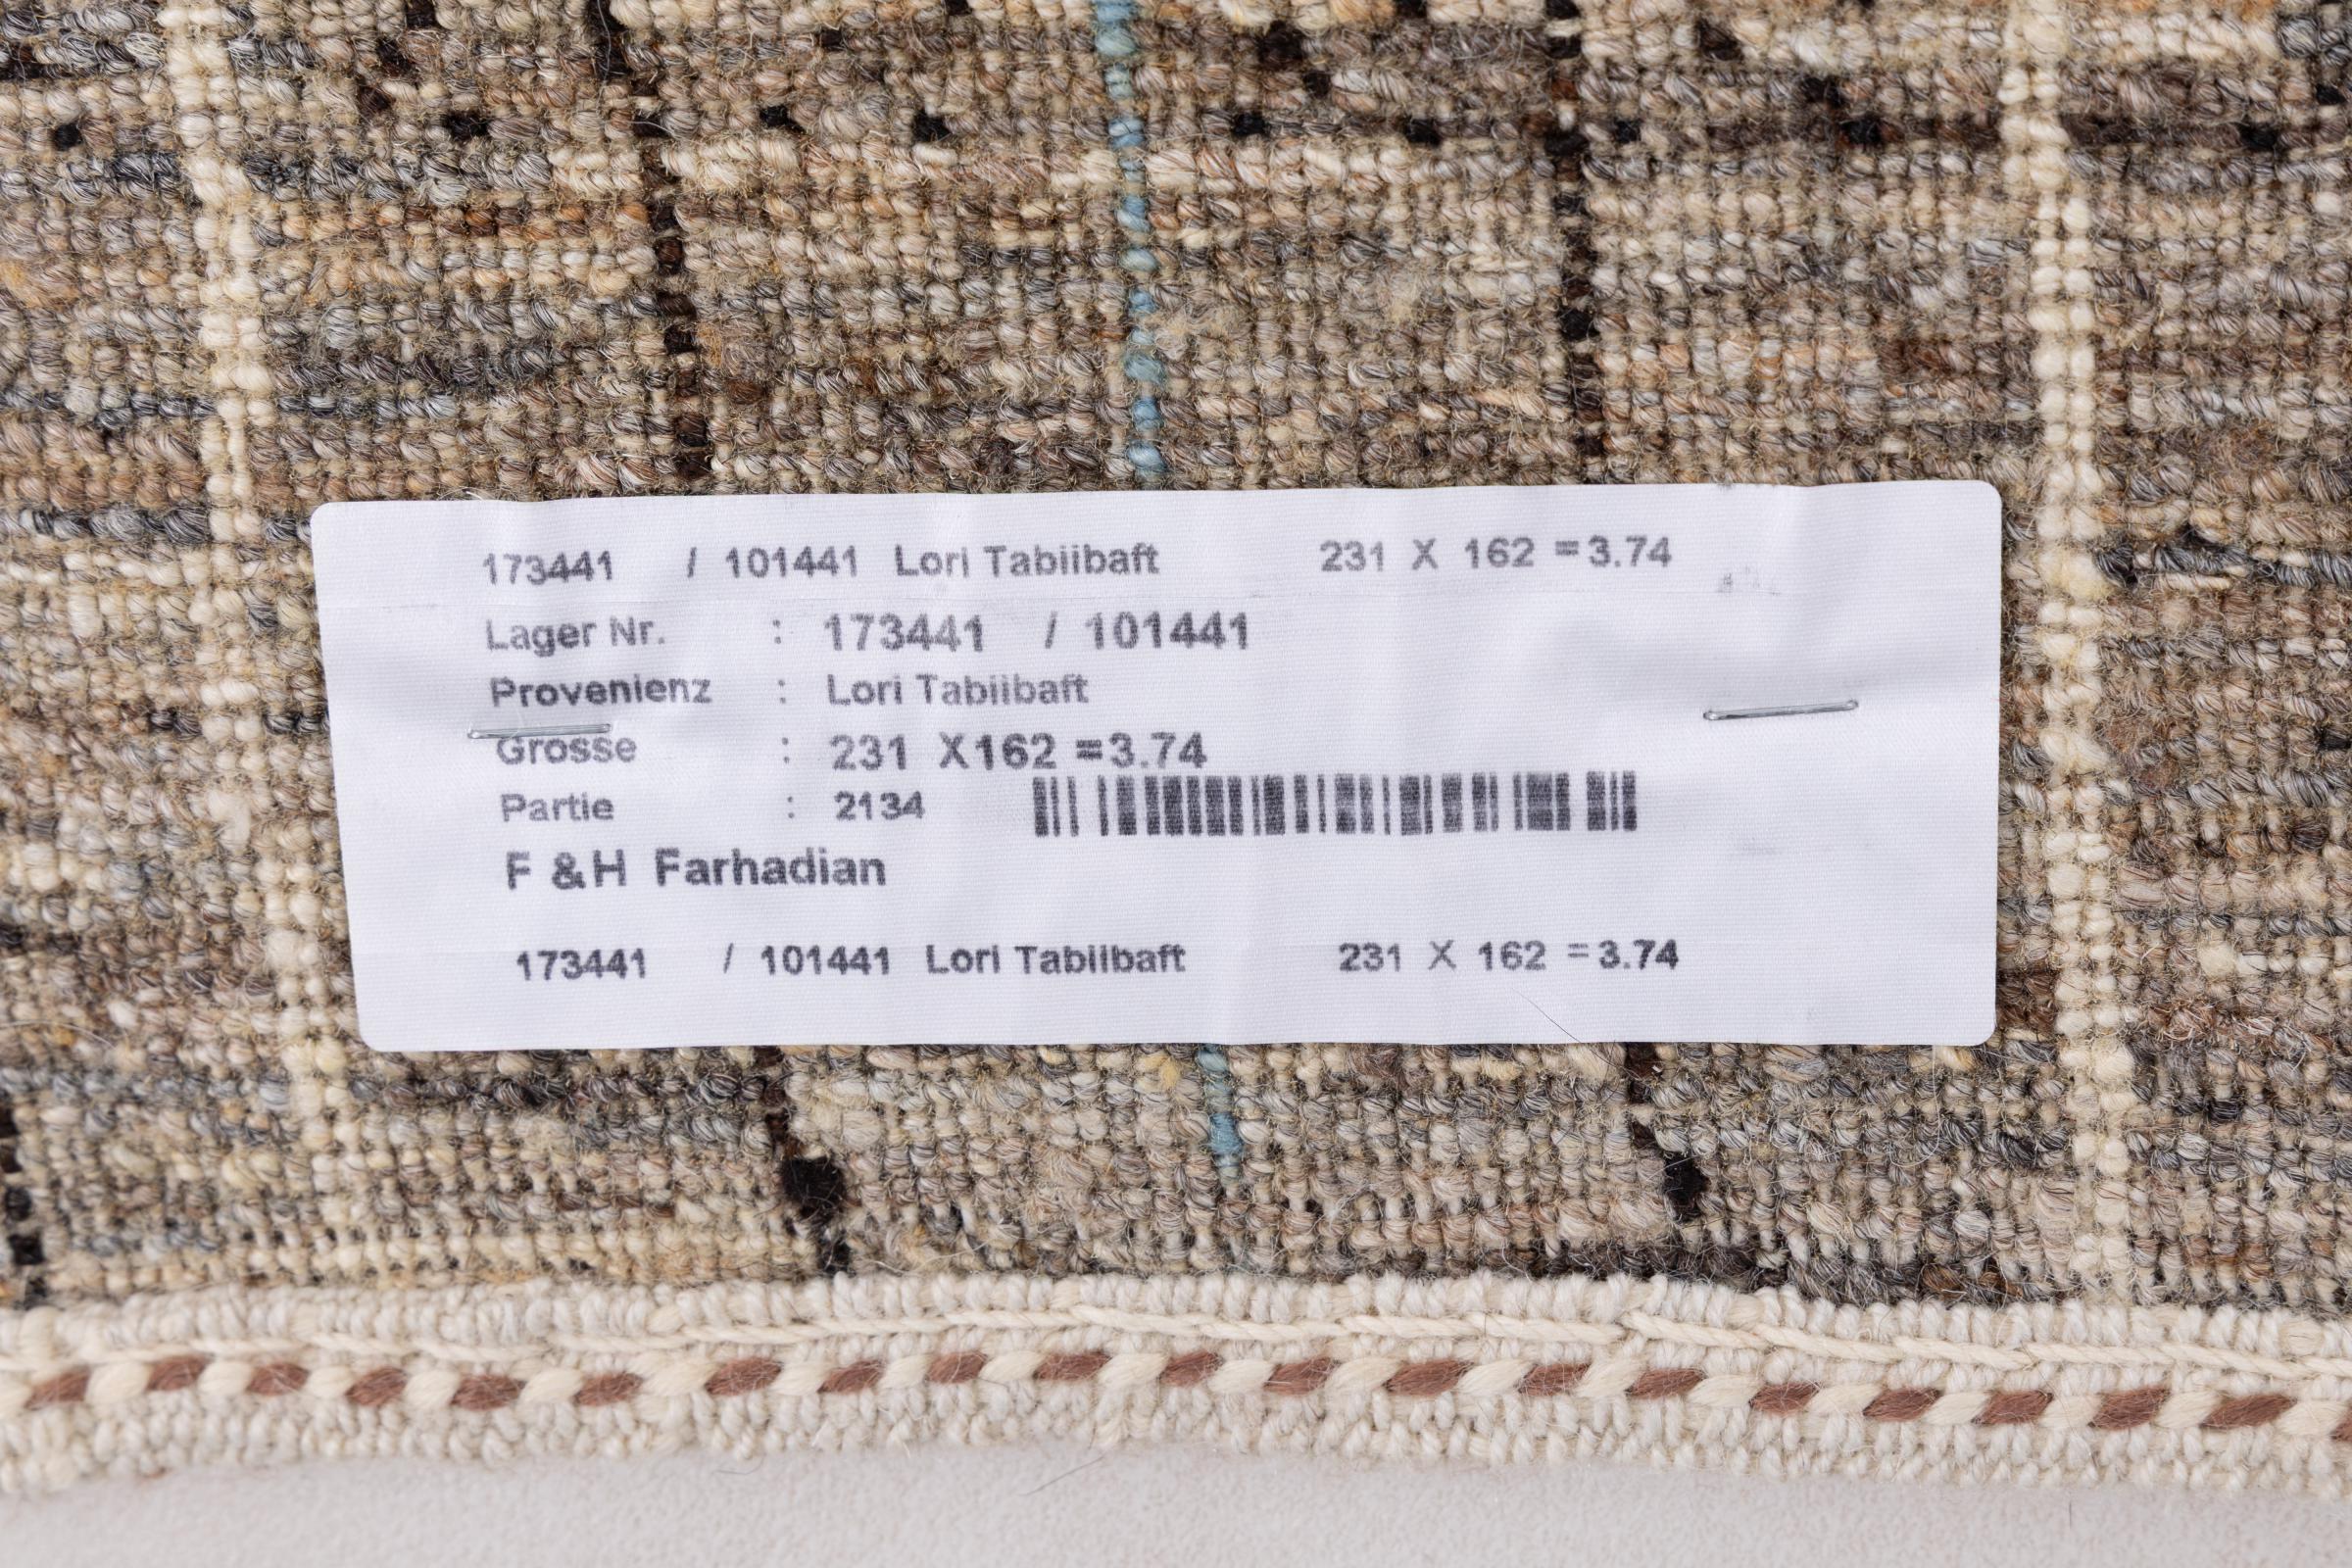 173441 / 101441 Lori Tabiibaft 231 X 162 =3.74
Lager Nr. : 173441 / 101441
Provenienz : Lori Tabiibaft
Grosse : 231 X162 =3.74
Partie : 2134
F &H Farhadian
173441 / 101441 Lori Tabiibaft 231 X 162 =3.74